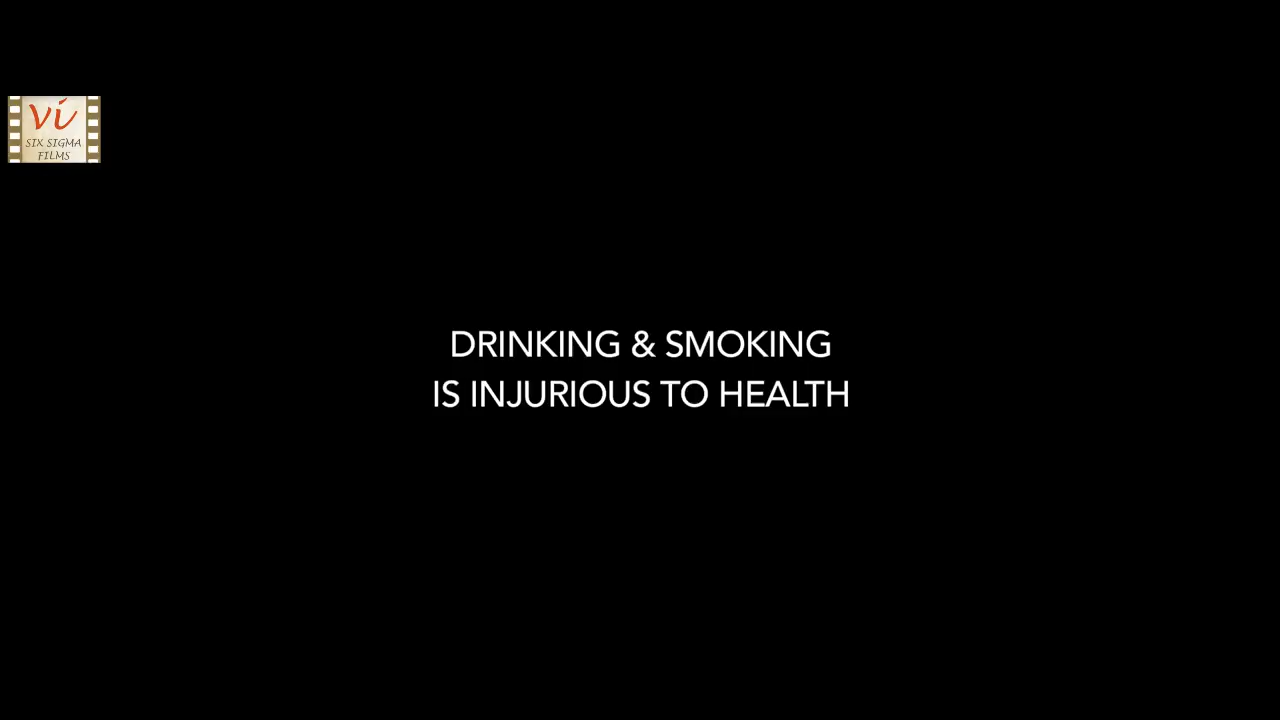 vi
SIX SIGMA
FILMS
DRINKING & SMOKING
IS INJURIOUS TO HEALTH